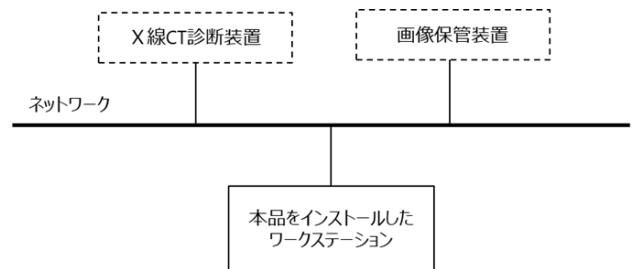 X線CT診断装置
画像保管装置
ネットワーク
本品をインストールした
ワークステーション